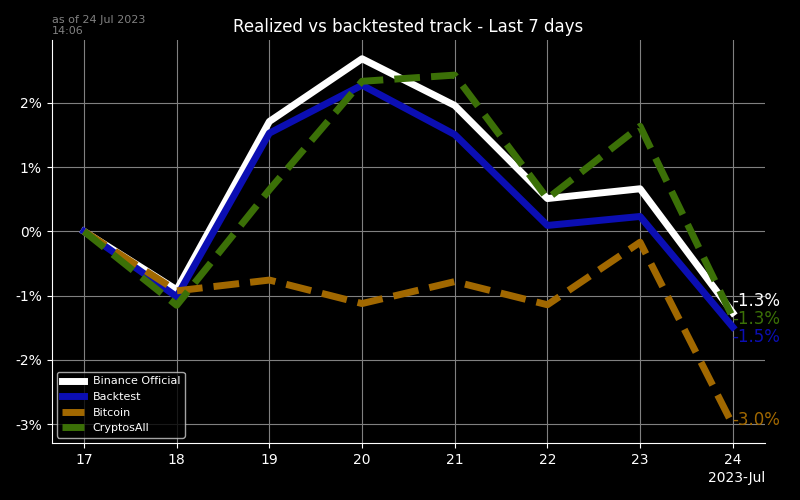 as of 24 Jul 2023
14:06
Realized vs backtested track - Last 7 days
2%
1%
0%
-1%
-2%
-3%
-1.3%
-1.3%
-1.5%
-3.0%
Binance Official
Backtest
Bitcoin
CryptosAll
17 18 19 20 21 22 23 24
2023-Jul